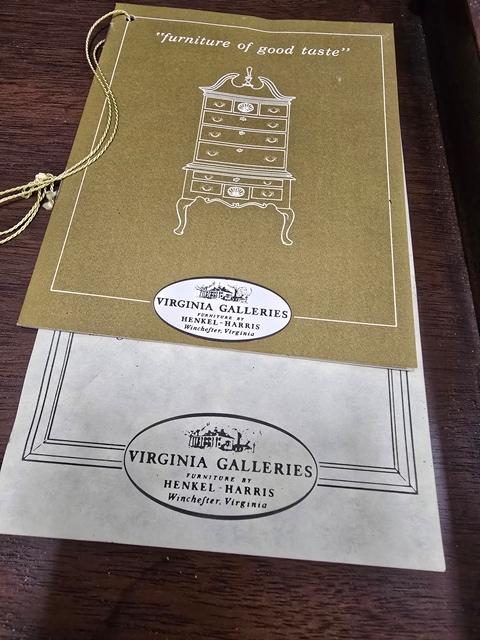 "furniture of good taste"
VIRGINIA GALLERIES
FURNITURE BY
HENKEL-HARRIS
Winchester, Virginia
VIRGINIA GALLERIES
FURNITURE BY
HENKEL-HARRIS
Winchester, Virginia